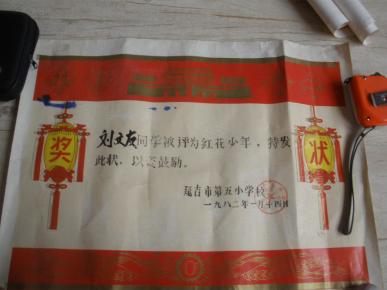 奖
状
刘文友同学被评为红花少年，特发
此状，以资鼓励。
延吉市第五小学校
一九八二年一月十四日